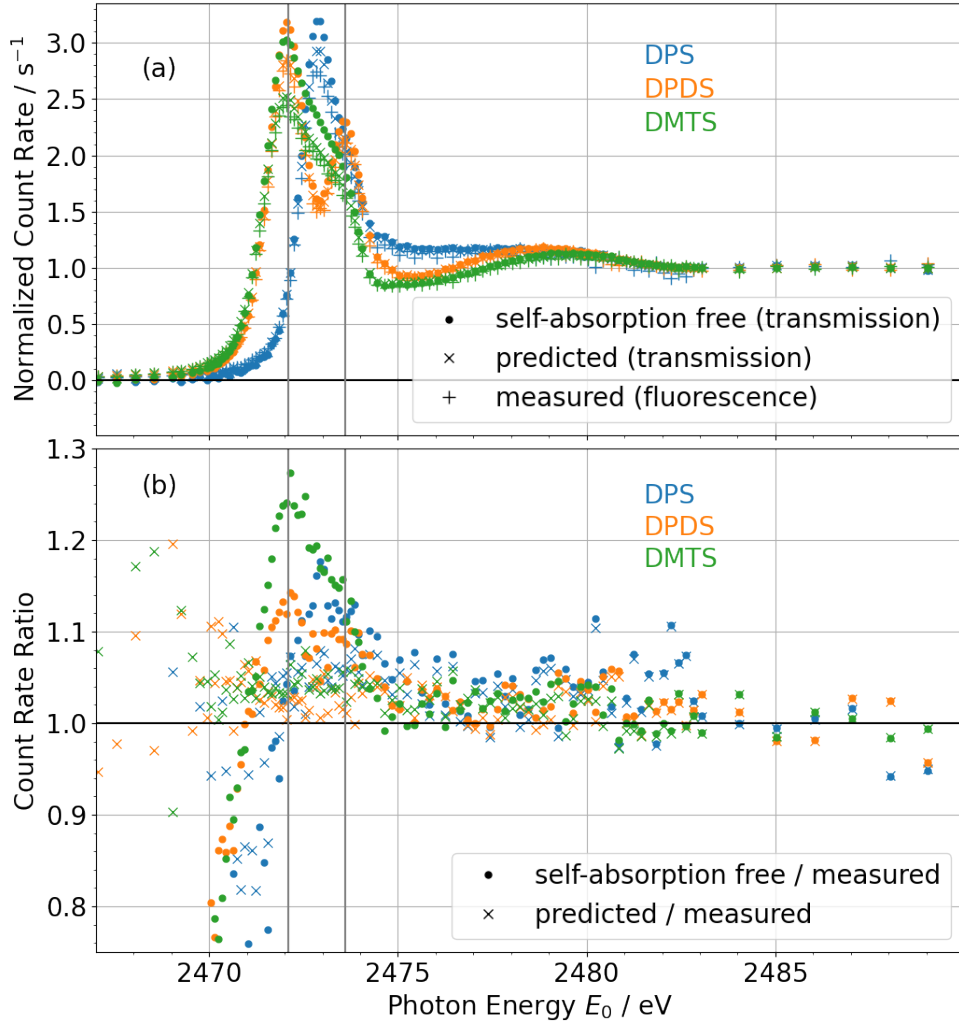 (a)
DPS
DPDS
DMTS
3.0
2.5
2.0
1.5
1.0
0.5
0.0
Normalized Count Rate / s⁻¹
self-absorption free (transmission)
predicted (transmission)
measured (fluorescence)
(b)
DPS
DPDS
DMTS
1.3
1.2
1.1
1.0
0.9
0.8
Count Rate Ratio
self-absorption free / measured
predicted / measured
2470 2475 2480 2485
Photon Energy E₀ / eV